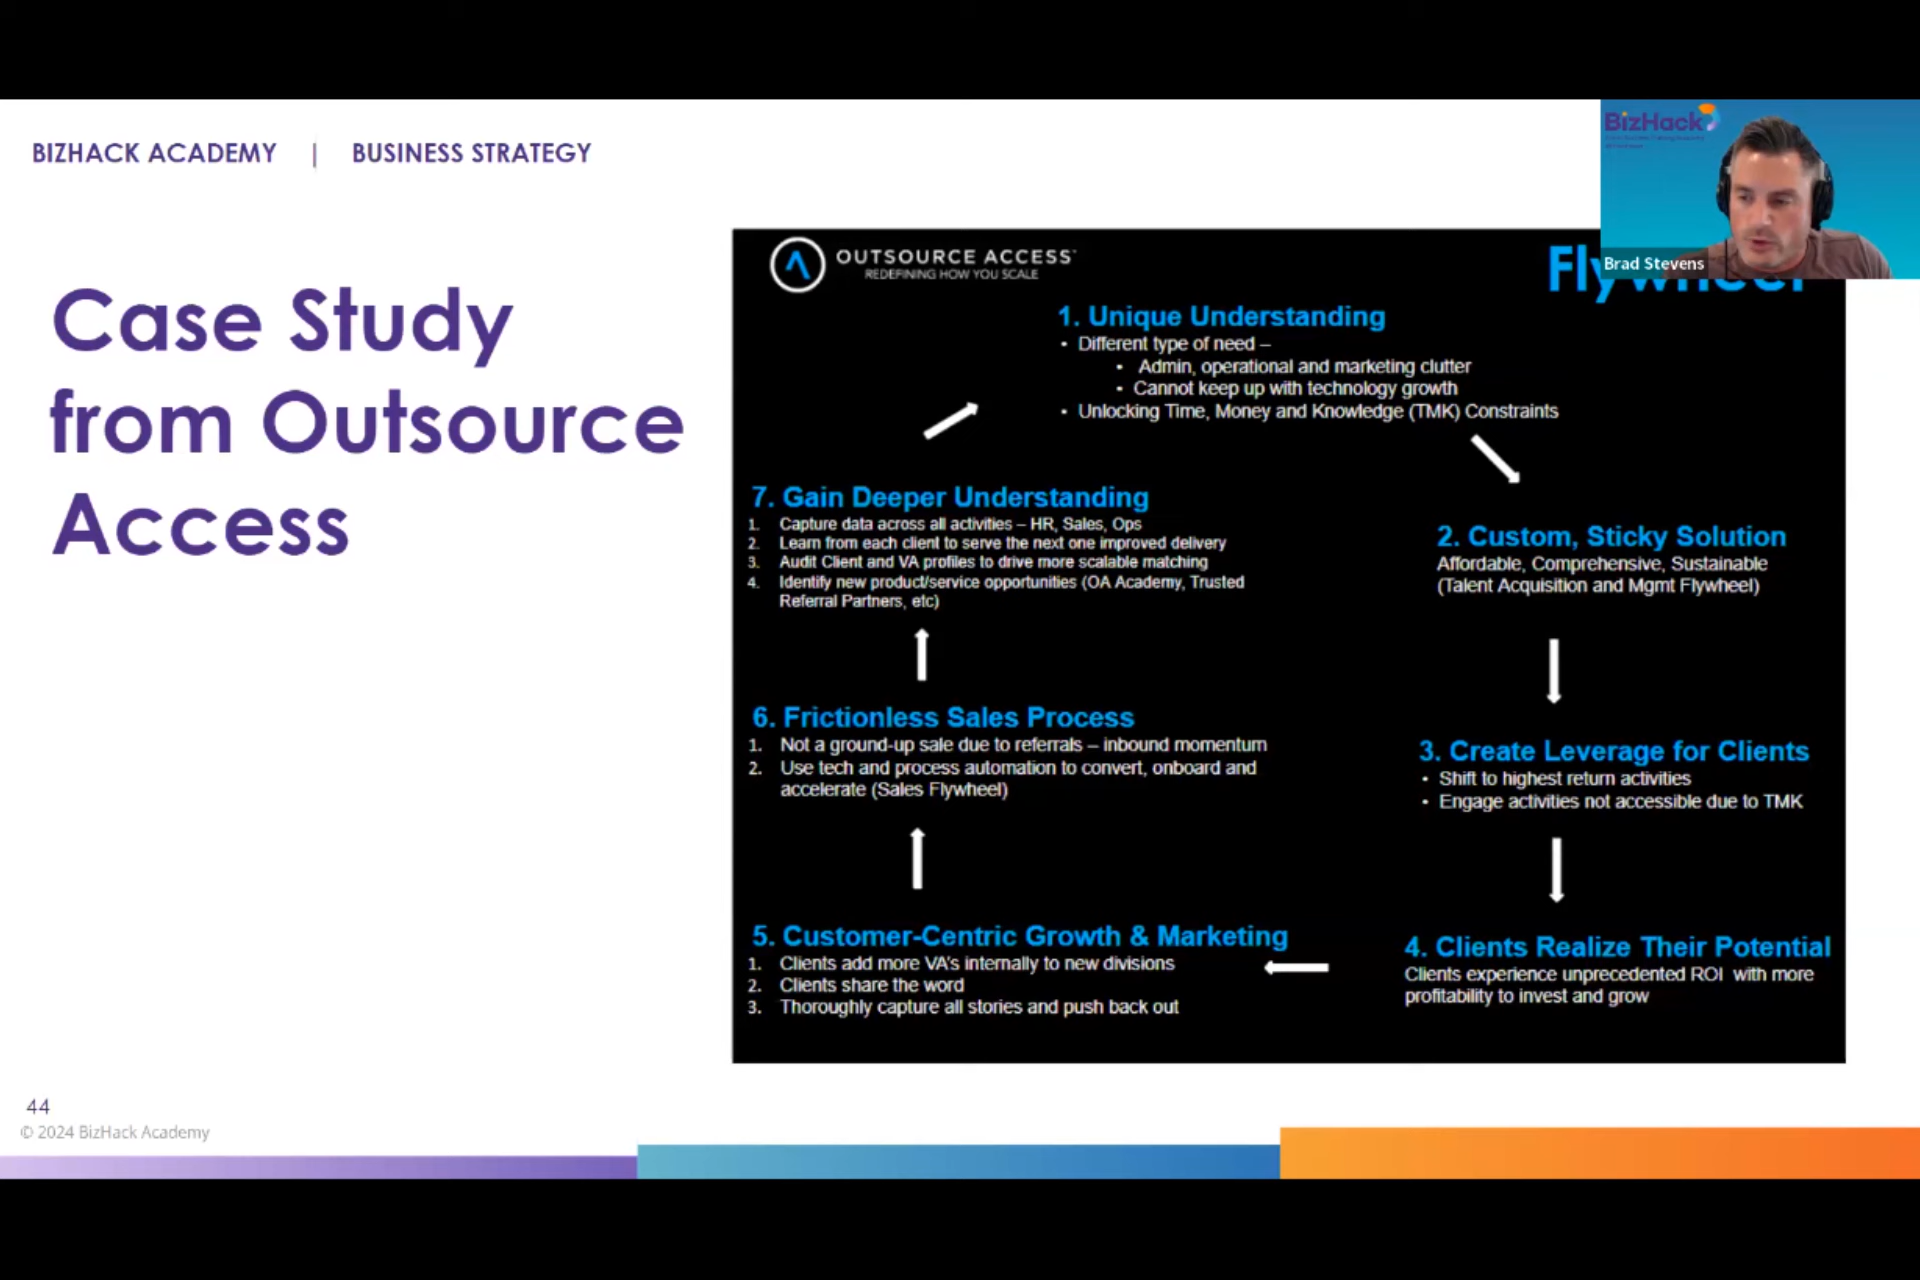 BIZHACK ACADEMY | BUSINESS STRATEGY
BizHack
Brad Stevens
Case Study
from Outsource
Access
OUTSOURCE ACCESS
REDEFINING HOW YOU SCALE
Flywheel
1. Unique Understanding
• Different type of need –
• Admin, operational and marketing clutter
• Cannot keep up with technology growth
• Unlocking Time, Money and Knowledge (TMK) Constraints
2. Custom, Sticky Solution
Affordable, Comprehensive, Sustainable
(Talent Acquisition and Mgmt Flywheel)
3. Create Leverage for Clients
• Shift to highest return activities
• Engage activities not accessible due to TMK
4. Clients Realize Their Potential
Clients experience unprecedented ROI with more
profitability to invest and grow
5. Customer-Centric Growth & Marketing
1. Clients add more VA's internally to new divisions
2. Clients share the word
3. Thoroughly capture all stories and push back out
6. Frictionless Sales Process
1. Not a ground-up sale due to referrals – inbound momentum
2. Use tech and process automation to convert, onboard and
accelerate (Sales Flywheel)
7. Gain Deeper Understanding
1. Capture data across all activities – HR, Sales, Ops
2. Learn from each client to serve the next one improved delivery
3. Audit Client and VA profiles to drive more scalable matching
4. Identify new product/service opportunities (OA Academy, Trusted
Referral Partners, etc)
44
© 2024 BizHack Academy